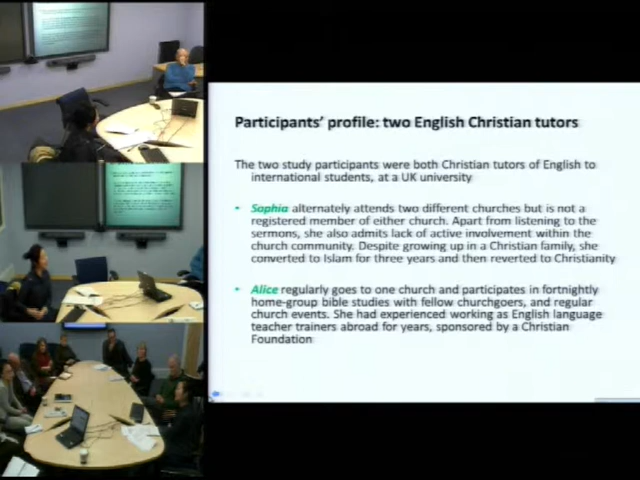 Participants' profile: two English Christian tutors
The two study participants were both Christian tutors of English to
international students, at a UK university
• Sophia alternately attends two different churches but is not a
registered member of either church. Apart from listening to the
sermons, she also admits lack of active involvement within the
church community. Despite growing up in a Christian family, she
converted to Islam for three years and then reverted to Christianity
• Alice regularly goes to one church and participates in fortnightly
home-group bible studies with fellow churchgoers, and regular
church events. She had experienced working as English language
teacher trainers abroad for years, sponsored by a Christian
Foundation